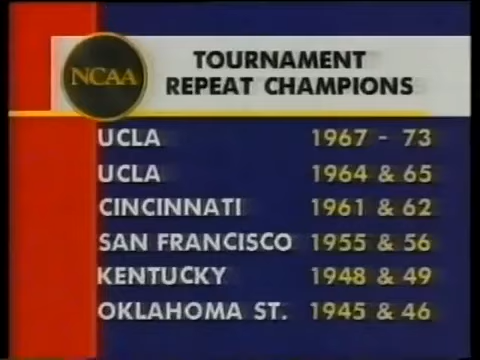 NCAA
TOURNAMENT
REPEAT CHAMPIONS
UCLA 1967 - 73
UCLA 1964 & 65
CINCINNATI 1961 & 62
SAN FRANCISCO 1955 & 56
KENTUCKY 1948 & 49
OKLAHOMA ST. 1945 & 46